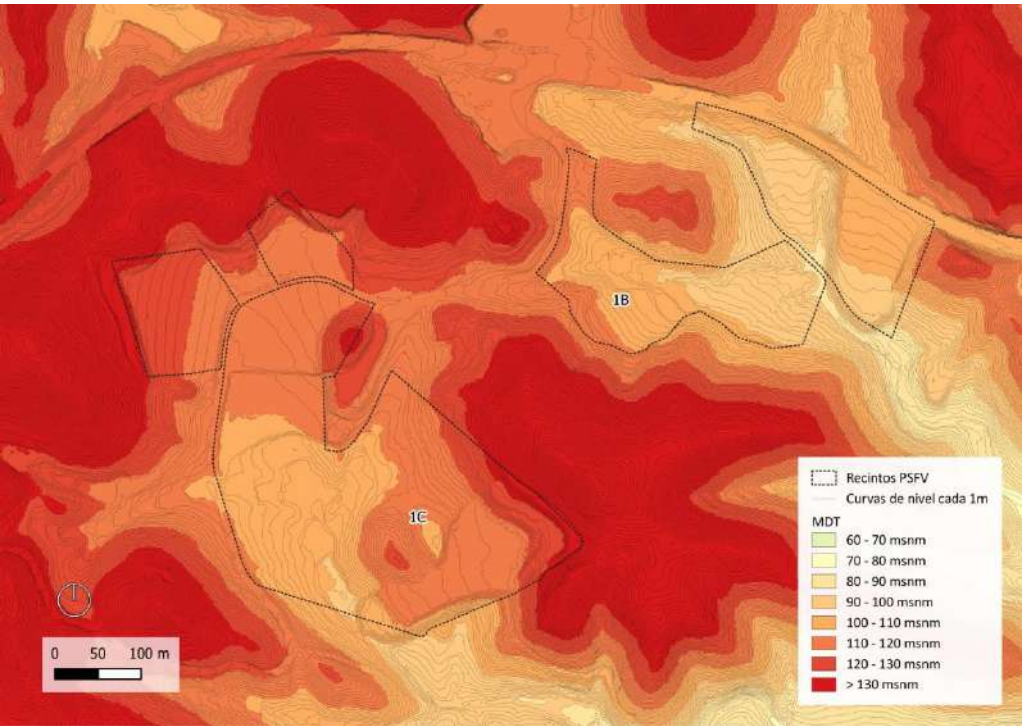 1B
1C
Recintos PSFV
Curvas de nivel cada 1m
MDT
60 - 70 msnm
70 - 80 msnm
80 - 90 msnm
90 - 100 msnm
100 - 110 msnm
110 - 120 msnm
120 - 130 msnm
> 130 msnm
0 50 100 m